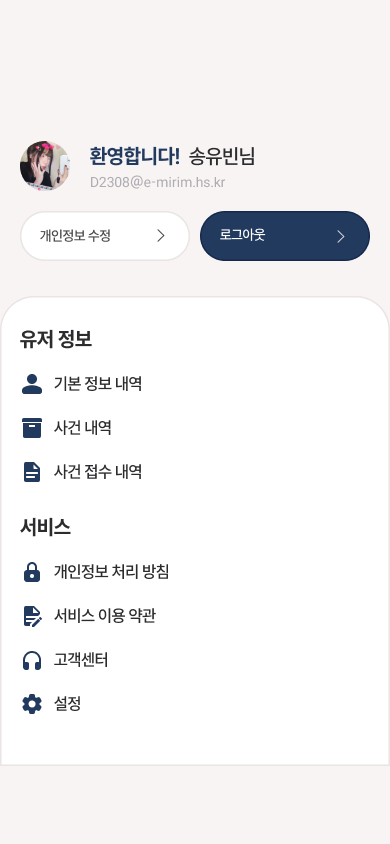 환영합니다! 송유빈님
D2308@e-mirim.hs.kr
개인정보 수정
로그아웃
유저 정보
기본 정보 내역
사건 내역
사건 접수 내역
서비스
개인정보 처리 방침
서비스 이용 약관
고객센터
설정